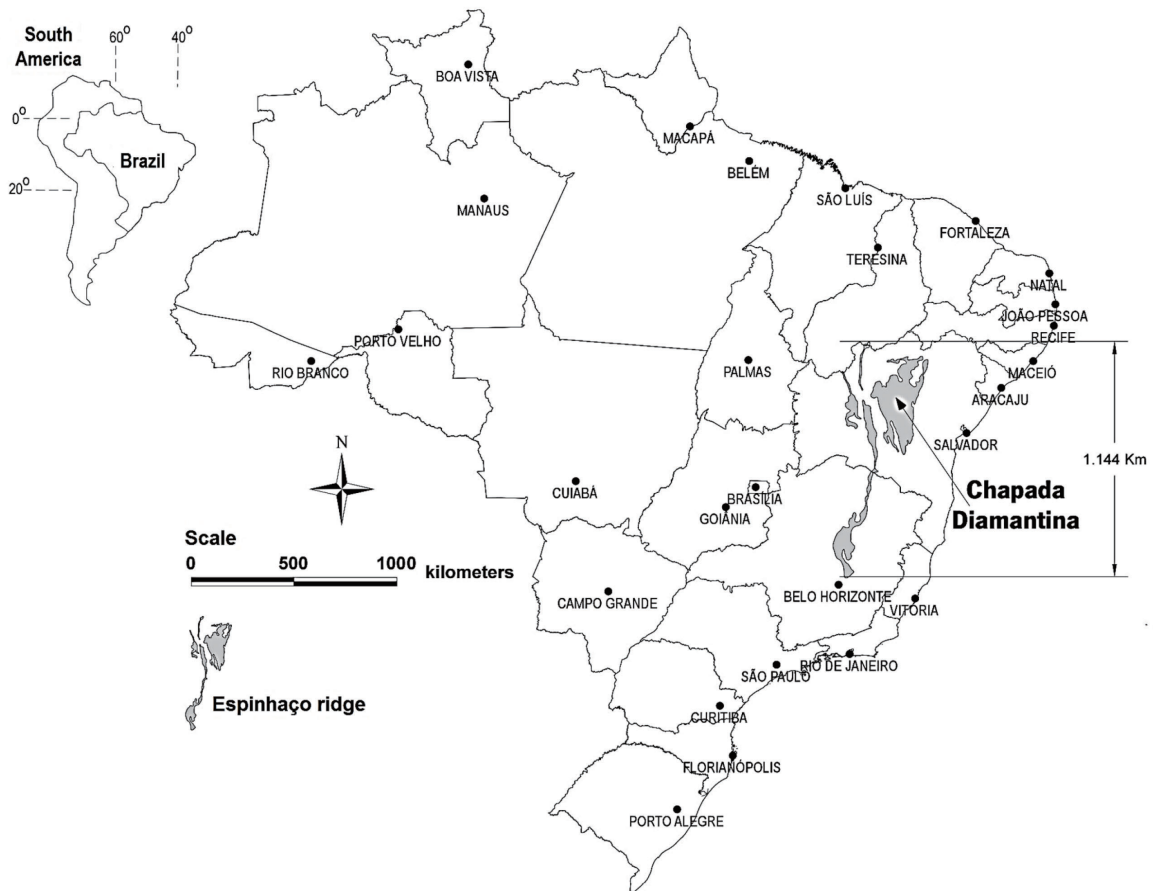 South
America
60°
40°
0°
Brazil
20°
BOA VISTA
MACAPÁ
BELÉM
SÃO LUÍS
MANAUS
FORTALEZA
TERESINA
NATAL
JOÃO PESSOA
RECIFE
PORTO VELHO
RIO BRANCO
PALMAS
MACEIÓ
ARACAJU
SALVADOR
1.144 Km
N
CUIABÁ
BRASÍLIA
GOIÂNIA
Chapada
Diamantina
Scale
0 500 1000
kilometers
CAMPO GRANDE
BELO HORIZONTE
VITÓRIA
SÃO PAULO
RIO DE JANEIRO
Espinhaço ridge
CURITIBA
FLORIANÓPOLIS
PORTO ALEGRE